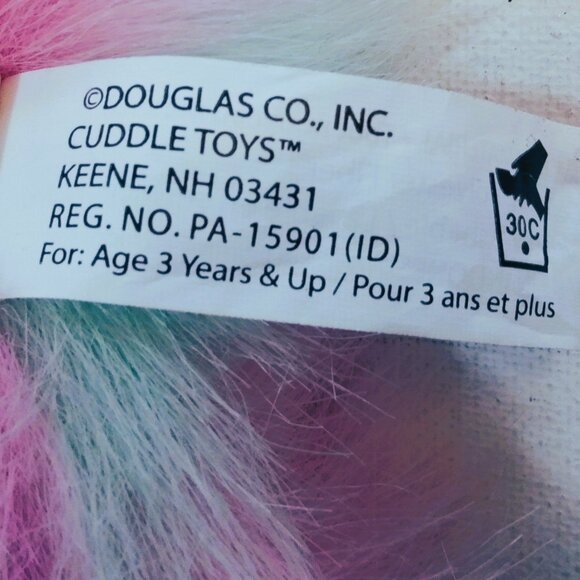 ©DOUGLAS CO., INC.
CUDDLE TOYS™
KEENE, NH 03431
REG. NO. PA-15901(ID)
For: Age 3 Years & Up / Pour 3 ans et plus
30C